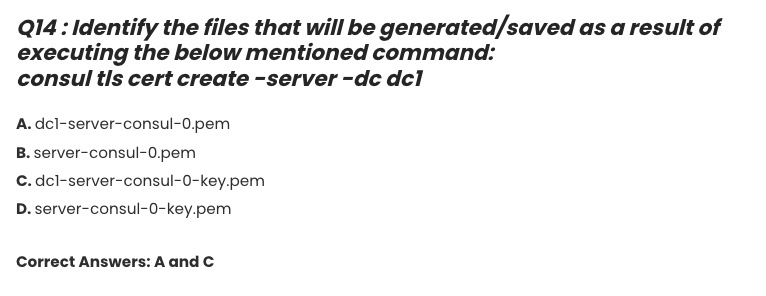 Q14 : Identify the files that will be generated/saved as a result of
executing the below mentioned command:
consul tls cert create -server -dc dc1
A. dc1-server-consul-0.pem
B. server-consul-0.pem
C. dc1-server-consul-0-key.pem
D. server-consul-0-key.pem
Correct Answers: A and C